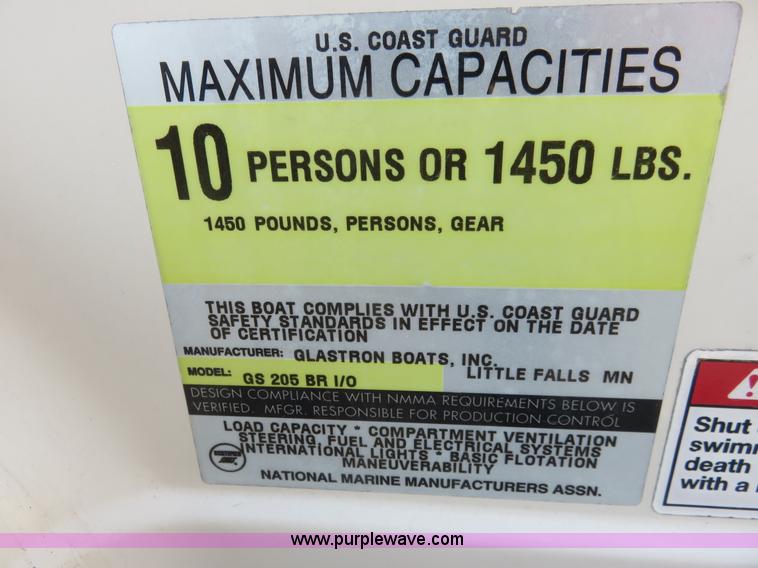 U.S. COAST GUARD
MAXIMUM CAPACITIES
10 PERSONS OR 1450 LBS.
1450 POUNDS, PERSONS, GEAR
THIS BOAT COMPLIES WITH U.S. COAST GUARD
SAFETY STANDARDS IN EFFECT ON THE DATE
OF CERTIFICATION
MANUFACTURER: GLASTRON BOATS, INC.
LITTLE FALLS MN
MODEL: GS 205 BR I/O
DESIGN COMPLIANCE WITH NMMA REQUIREMENTS BELOW IS
VERIFIED. MFGR. RESPONSIBLE FOR PRODUCTION CONTROL
LOAD CAPACITY * COMPARTMENT VENTILATION
STEERING, FUEL AND ELECTRICAL SYSTEMS
INTERNATIONAL LIGHTS * BASIC FLOTATION
MANEUVERABILITY
NATIONAL MARINE MANUFACTURERS ASSN.
Shut
swimm
death
with a
www.purplewave.com